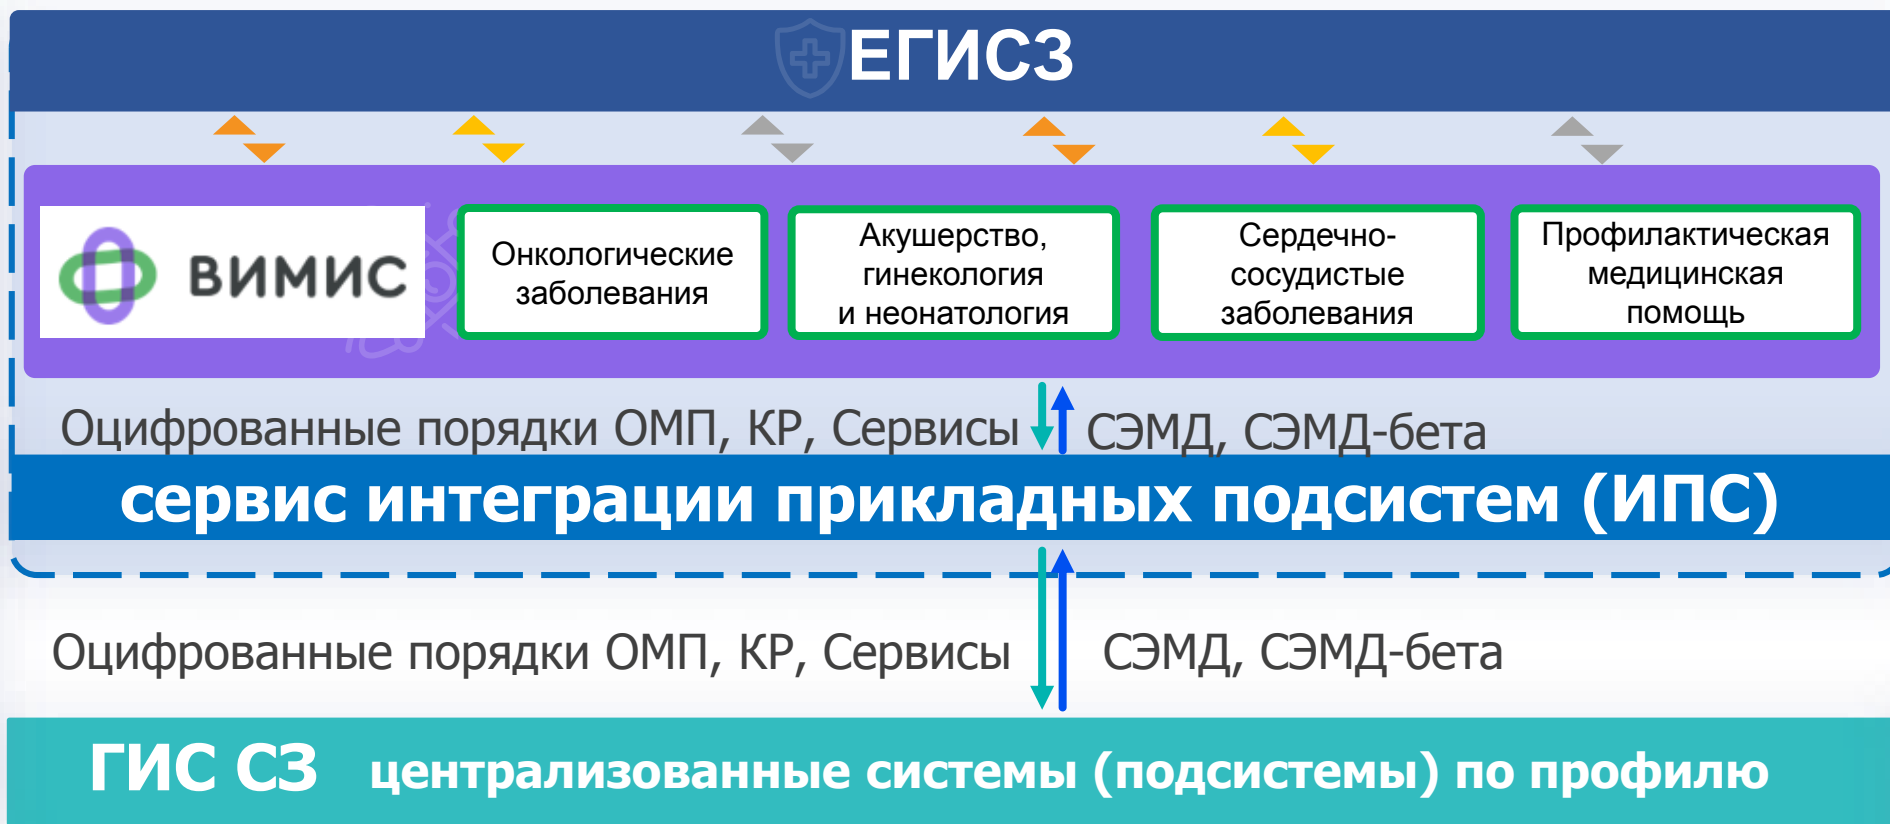 ЕГИСЗ
ВИМИС
Онкологические
заболевания
Акушерство,
гинекология
и неонатология
Сердечно-
сосудистые
заболевания
Профилактическая
медицинская
помощь
Оцифрованные порядки ОМП, КР, Сервисы
СЭМД, СЭМД-бета
сервис интеграции прикладных подсистем (ИПС)
Оцифрованные порядки ОМП, КР, Сервисы
СЭМД, СЭМД-бета
ГИС СЗ централизованные системы (подсистемы) по профилю